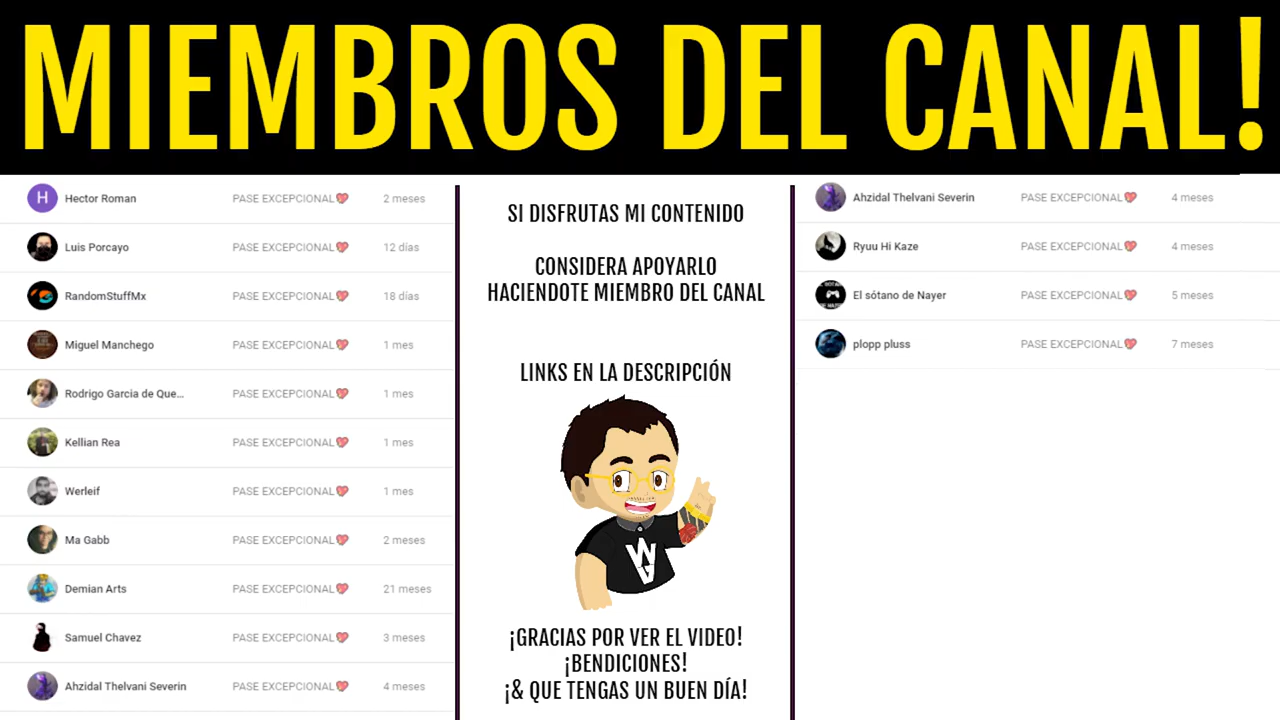 MIEMBROS DEL CANAL!
H Hector Roman PASE EXCEPCIONAL💖 2 meses
Luis Porcayo PASE EXCEPCIONAL💖 12 días
RandomStuffMx PASE EXCEPCIONAL💖 18 días
Miguel Manchego PASE EXCEPCIONAL💖 1 mes
Rodrigo Garcia de Que... PASE EXCEPCIONAL💖 1 mes
Kellian Rea PASE EXCEPCIONAL💖 1 mes
Werleif PASE EXCEPCIONAL💖 1 mes
Ma Gabb PASE EXCEPCIONAL💖 2 meses
Demian Arts PASE EXCEPCIONAL💖 21 meses
Samuel Chavez PASE EXCEPCIONAL💖 3 meses
Ahzidal Thelvani Severin PASE EXCEPCIONAL💖 4 meses
SI DISFRUTAS MI CONTENIDO
CONSIDERA APOYARLO
HACIENDOTE MIEMBRO DEL CANAL
LINKS EN LA DESCRIPCIÓN
¡GRACIAS POR VER EL VIDEO!
¡BENDICIONES!
¡& QUE TENGAS UN BUEN DÍA!
Ahzidal Thelvani Severin PASE EXCEPCIONAL💖 4 meses
Ryuu Hi Kaze PASE EXCEPCIONAL💖 4 meses
El sótano de Nayer PASE EXCEPCIONAL💖 5 meses
plopp pluss PASE EXCEPCIONAL💖 7 meses